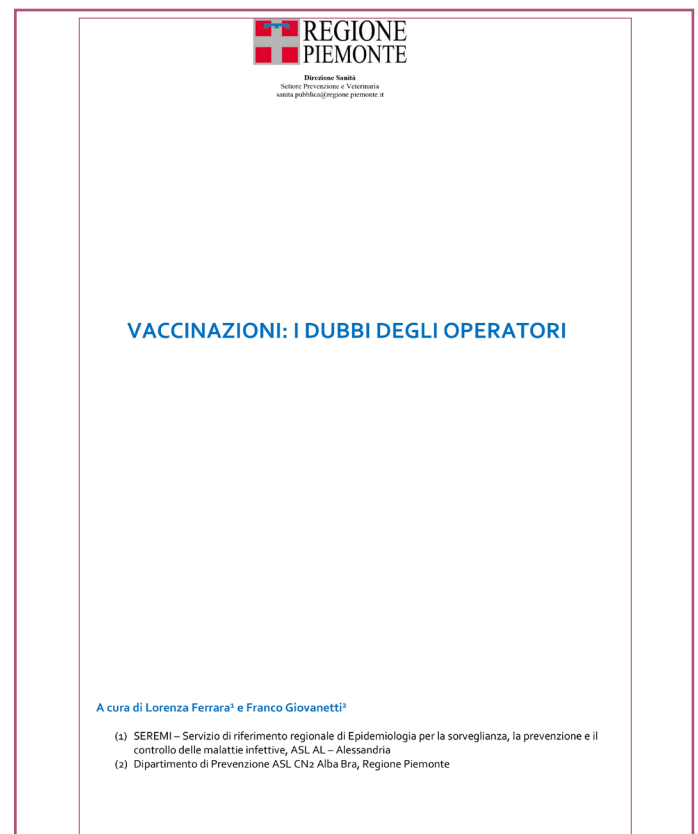 REGIONE
PIEMONTE
Direzione Sanità
Settore Prevenzione e Veterinaria
sanita.pubblica@regione.piemonte.it
VACCINAZIONI: I DUBBI DEGLI OPERATORI
A cura di Lorenza Ferrara¹ e Franco Giovanetti²
(1) SEREMI – Servizio di riferimento regionale di Epidemiologia per la sorveglianza, la prevenzione e il
controllo delle malattie infettive, ASL AL – Alessandria
(2) Dipartimento di Prevenzione ASL CN2 Alba Bra, Regione Piemonte